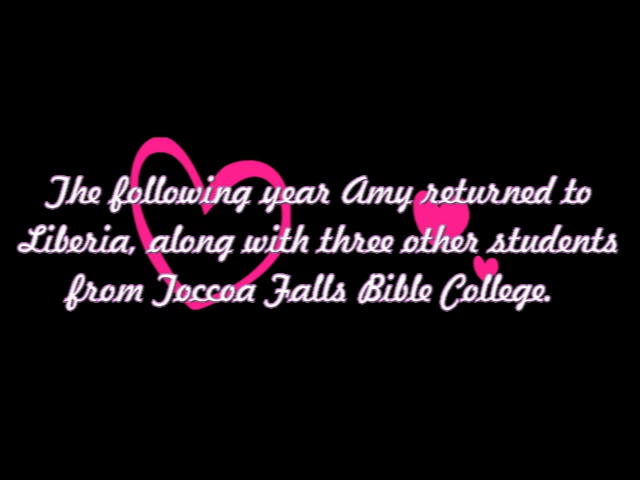 The following year Amy returned to
Liberia, along with three other students
from Toccoa Falls Bible College.